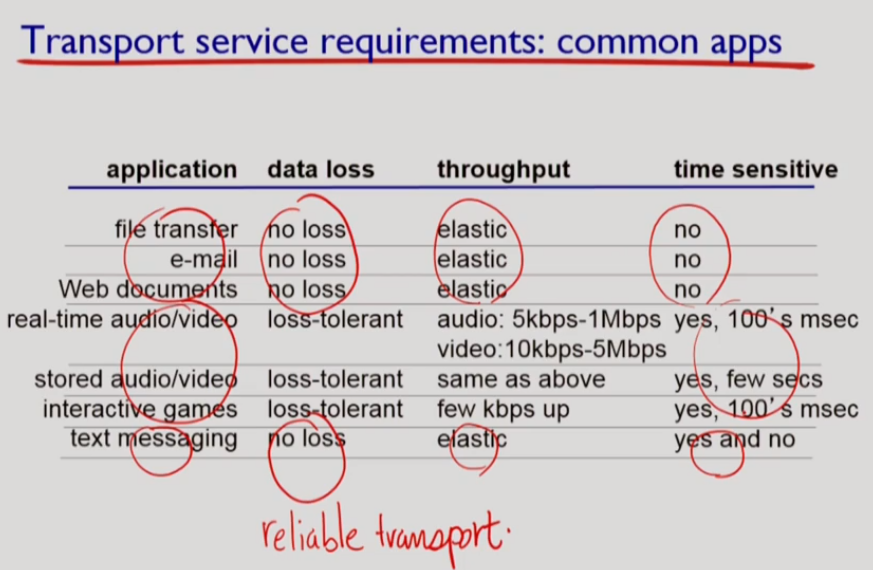 Transport service requirements: common apps
application data loss throughput time sensitive
file transfer no loss elastic no
e-mail no loss elastic no
Web documents no loss elastic no
real-time audio/video loss-tolerant audio: 5kbps-1Mbps yes, 100's msec
video:10kbps-5Mbps
stored audio/video loss-tolerant same as above yes, few secs
interactive games loss-tolerant few kbps up yes, 100's msec
text messaging no loss elastic yes and no
reliable transport.